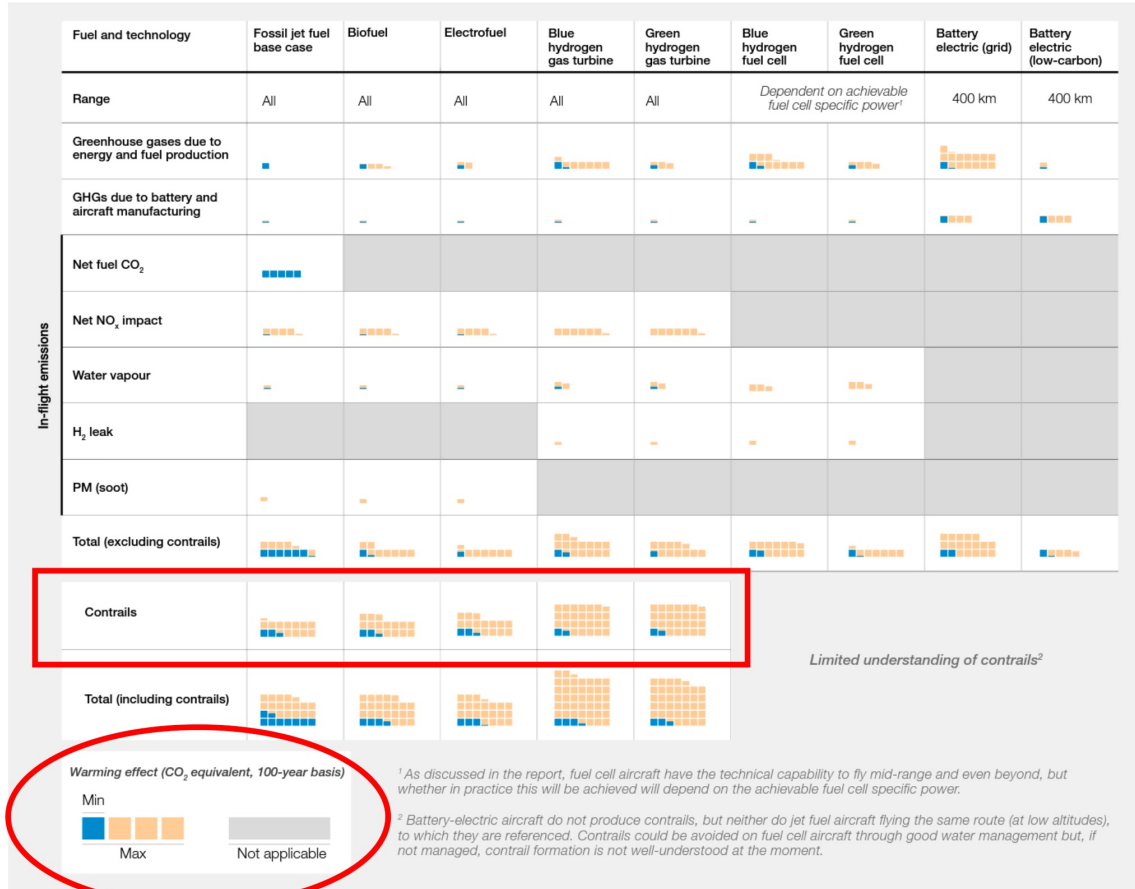 Fuel and technology
Fossil jet fuel
base case
Biofuel
Electrofuel
Blue
hydrogen
gas turbine
Green
hydrogen
gas turbine
Blue
hydrogen
fuel cell
Green
hydrogen
fuel cell
Battery
electric (grid)
Battery
electric
(low-carbon)
Range
All
All
All
All
All
Dependent on achievable
fuel cell specific power¹
400 km
400 km
Greenhouse gases due to
energy and fuel production
GHGs due to battery and
aircraft manufacturing
In-flight emissions
Net fuel CO₂
Net NOₓ impact
Water vapour
H₂ leak
PM (soot)
Total (excluding contrails)
Contrails
Limited understanding of contrails²
Total (including contrails)
Warming effect (CO₂ equivalent, 100-year basis)
Min
Max
Not applicable
¹ As discussed in the report, fuel cell aircraft have the technical capability to fly mid-range and even beyond, but
whether in practice this will be achieved will depend on the achievable fuel cell specific power.
² Battery-electric aircraft do not produce contrails, but neither do jet fuel aircraft flying the same route (at low altitudes),
to which they are referenced. Contrails could be avoided on fuel cell aircraft through good water management but, if
not managed, contrail formation is not well-understood at the moment.